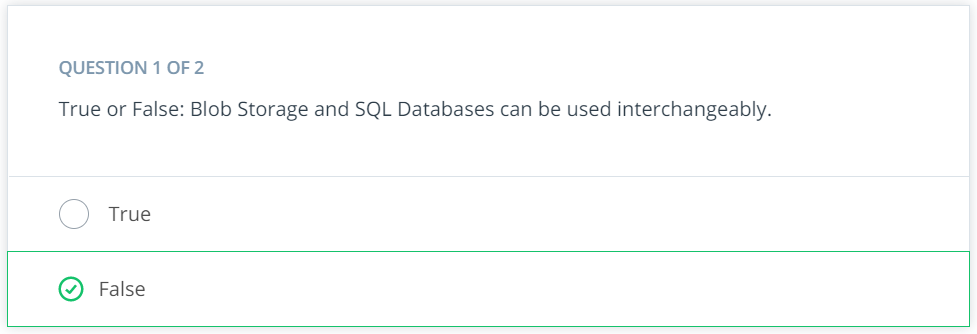 QUESTION 1 OF 2
True or False: Blob Storage and SQL Databases can be used interchangeably.
True
False